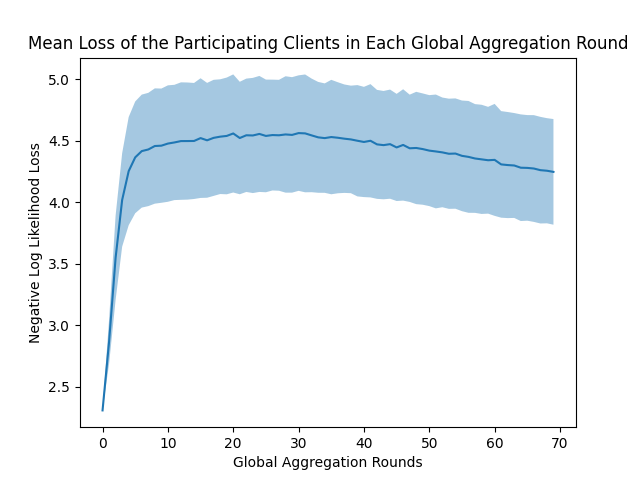 Mean Loss of the Participating Clients in Each Global Aggregation Round
Negative Log Likelihood Loss
5.0
4.5
4.0
3.5
3.0
2.5
0 10 20 30 40 50 60 70
Global Aggregation Rounds